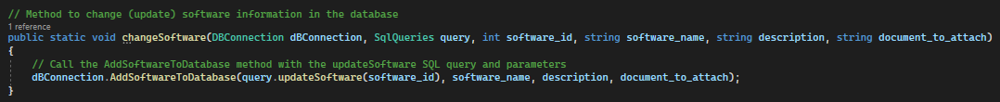 // Method to change (update) software information in the database
1 reference
public static void changeSoftware(DBConnection dBConnection, SqlQueries query, int software_id, string software_name, string description, string document_to_attach)
{
// Call the AddSoftwareToDatabase method with the updateSoftware SQL query and parameters
dBConnection.AddSoftwareToDatabase(query.updateSoftware(software_id), software_name, description, document_to_attach);
}